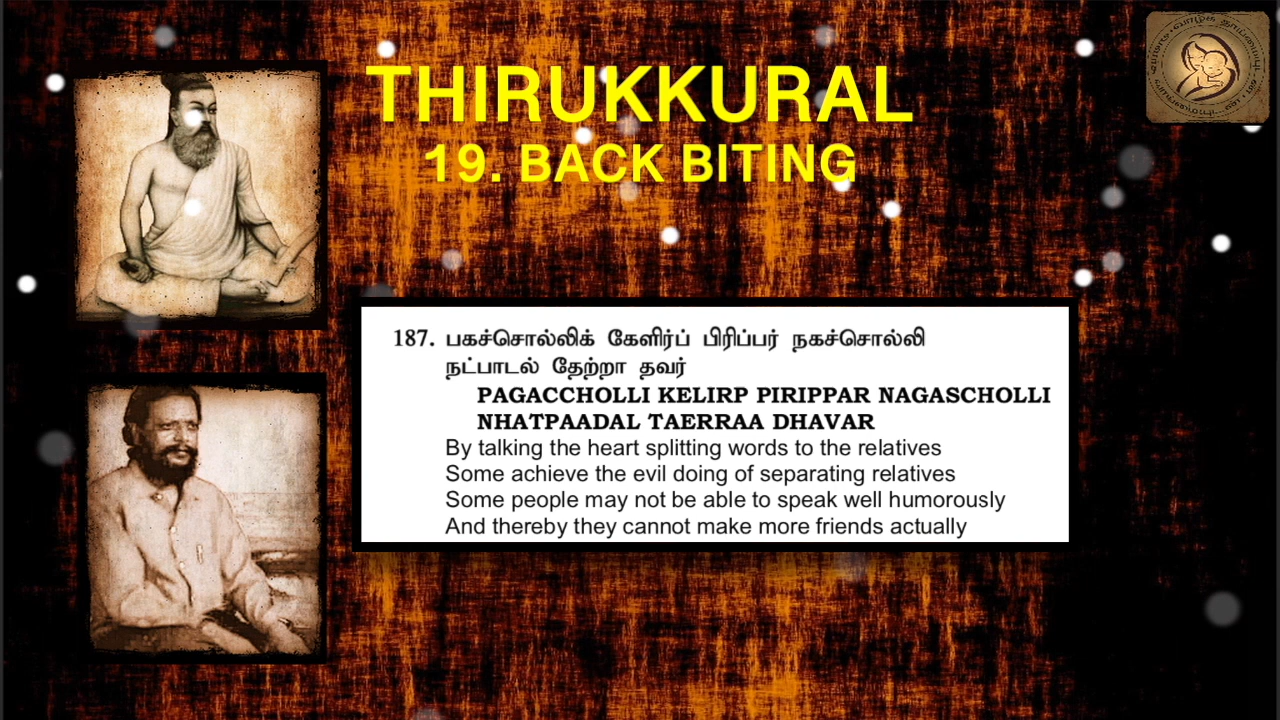 THIRUKKURAL
19. BACK BITING
187. பகச்சொல்லிக் கேளிர்ப் பிரிப்பர் நகச்சொல்லி
நட்பாடல் தேற்றா தவர்
PAGACCHOLLI KELIRP PIRIPPAR NAGASCHOLLI
NHATPAADAL TAERRAA DHAVAR
By talking the heart splitting words to the relatives
Some achieve the evil doing of separating relatives
Some people may not be able to speak well humorously
And thereby they cannot make more friends actually